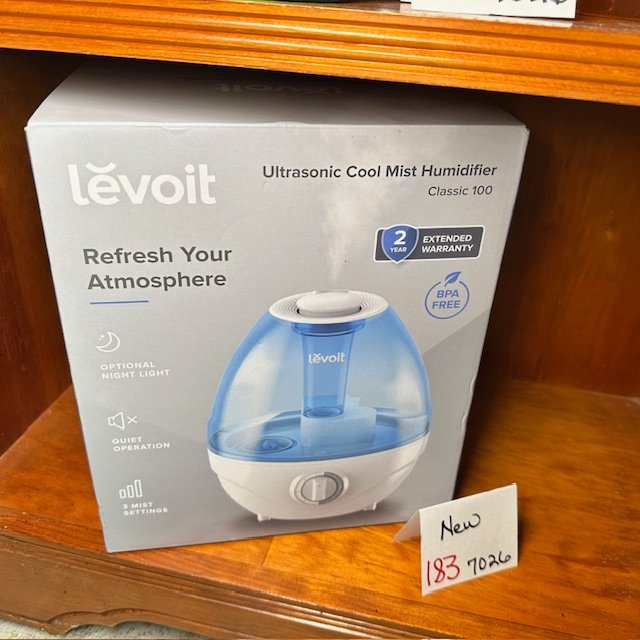 lĕvoit
Ultrasonic Cool Mist Humidifier
Classic 100
2
YEAR
EXTENDED
WARRANTY
BPA
FREE
Refresh Your
Atmosphere
OPTIONAL
NIGHT LIGHT
QUIET
OPERATION
3 MIST
SETTINGS
lĕvoit
New
183 7026